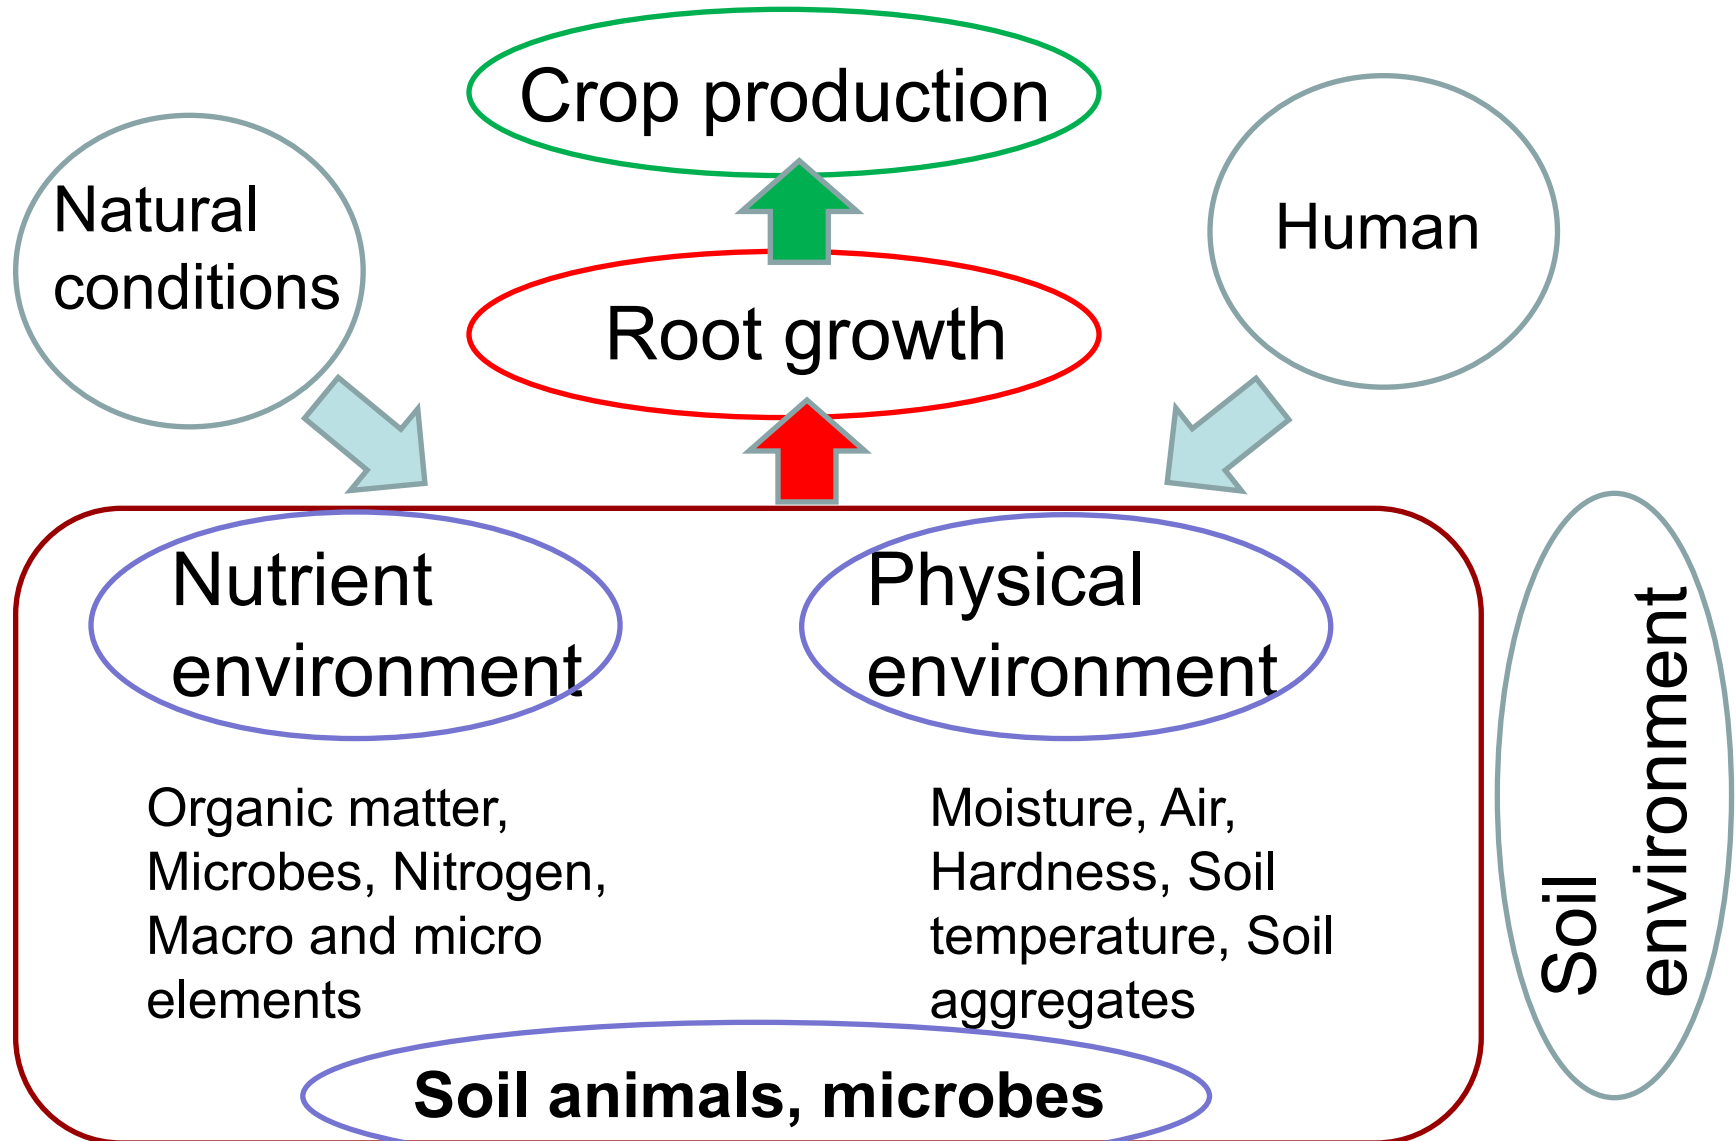 Crop production
Natural
conditions
Human
Root growth
Nutrient
environment
Physical
environment
Organic matter,
Microbes, Nitrogen,
Macro and micro
elements
Moisture, Air,
Hardness, Soil
temperature, Soil
aggregates
Soil animals, microbes
Soil
environment